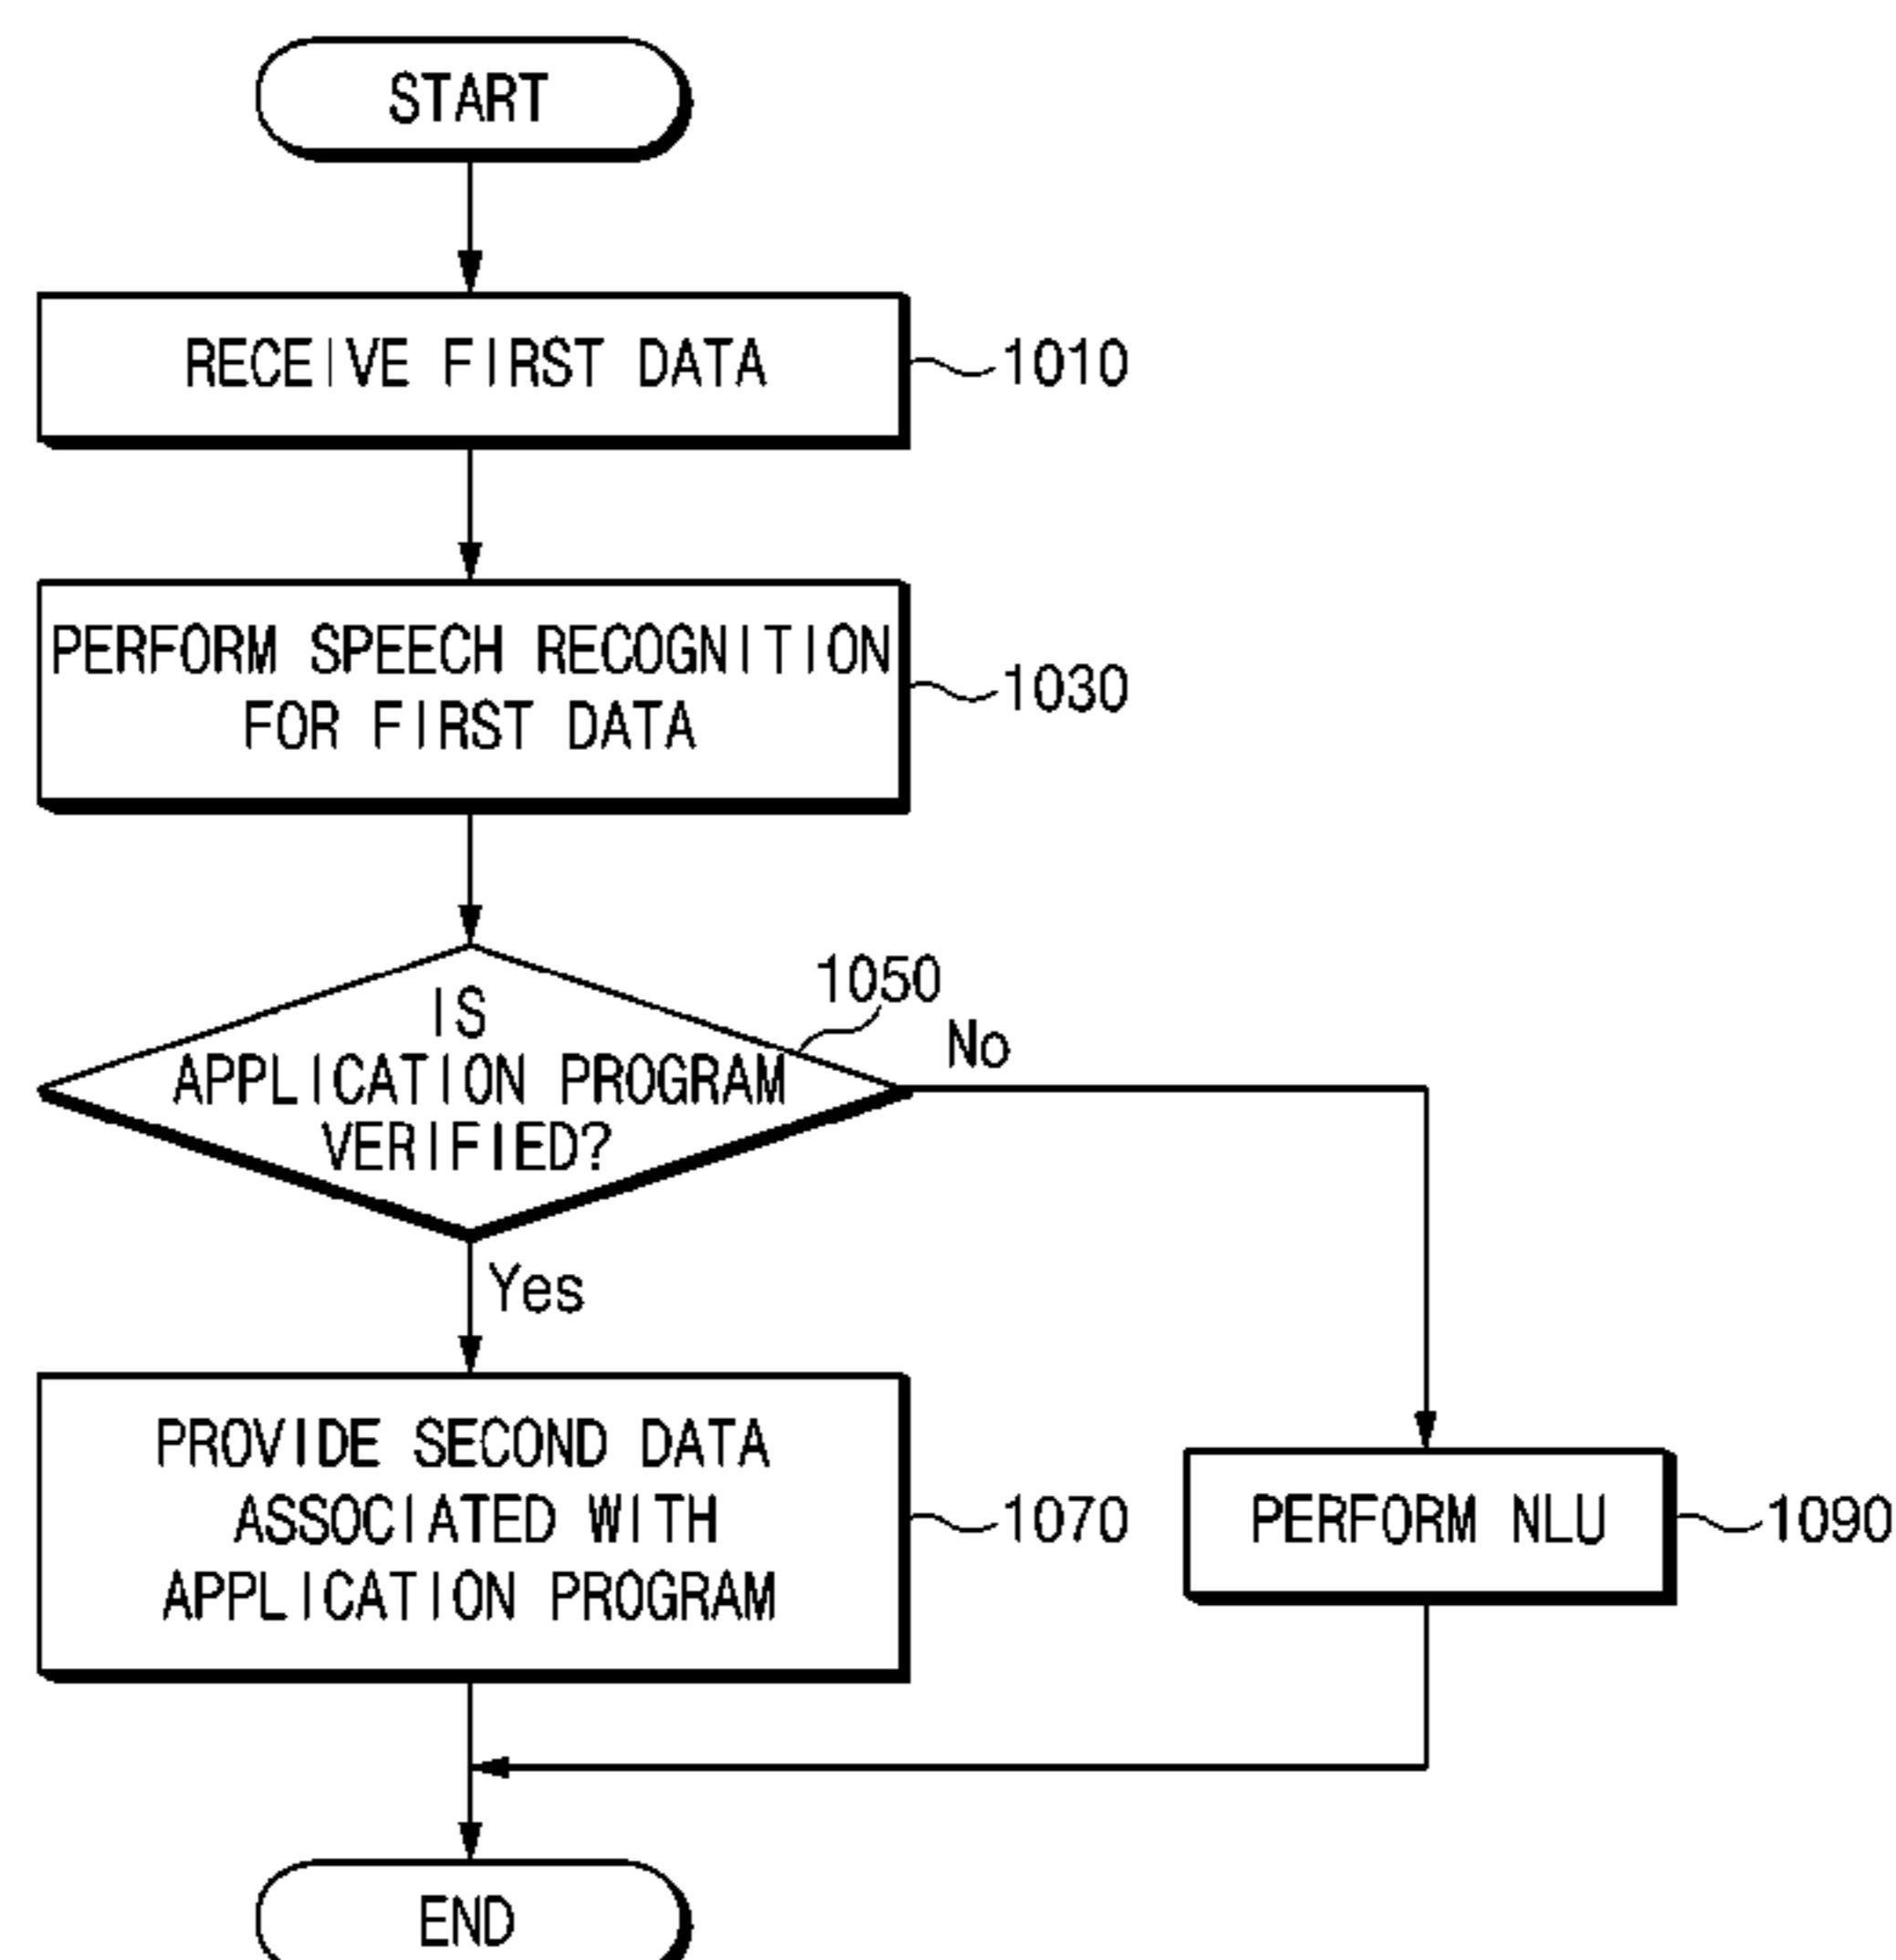 START
RECEIVE FIRST DATA
1010
PERFORM SPEECH RECOGNITION
FOR FIRST DATA
1030
IS
APPLICATION PROGRAM
VERIFIED?
1050
No
Yes
PROVIDE SECOND DATA
ASSOCIATED WITH
APPLICATION PROGRAM
1070
PERFORM NLU
1090
END